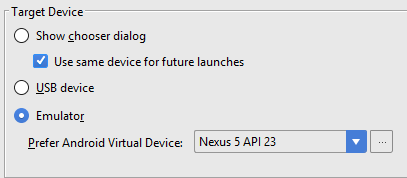 Target Device
Show chooser dialog
Use same device for future launches
USB device
Emulator
Prefer Android Virtual Device: Nexus 5 API 23 ...